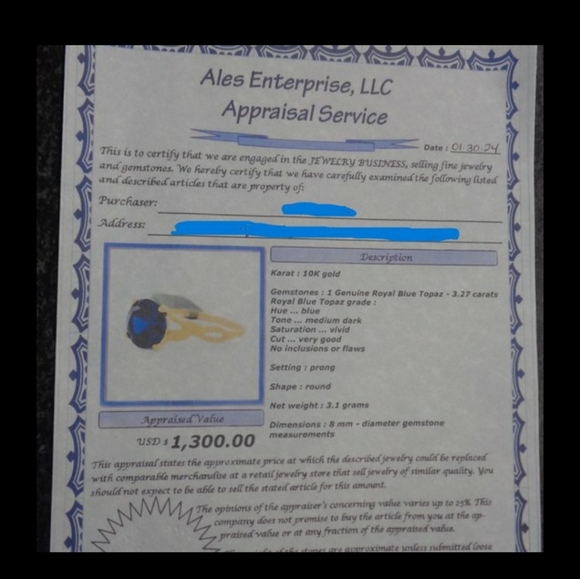 Ales Enterprise, LLC
Appraisal Service
Date: 01.30.24
This is to certify that we are engaged in the JEWELRY BUSINESS, selling fine jewelry
and gemstones. We hereby certify that we have carefully examined the following listed
and described articles that are property of:
Purchaser:
Address:
Description
Karat : 10K gold
Gemstones : 1 Genuine Royal Blue Topaz - 3.27 carats
Royal Blue Topaz grade :
Hue ... blue
Tone ... medium dark
Saturation ... vivid
Cut ... very good
No inclusions or flaws
Setting : prong
Shape : round
Net weight : 3.1 grams
Dimensions : 8 mm - diameter gemstone
measurements
Appraised Value
USD $ 1,300.00
This appraisal states the approximate price at which the described jewelry could be replaced
with comparable merchandise at a retail jewelry store that sell jewelry of similar quality. You
should not expect to be able to sell the stated article for this amount.
The opinions of the appraiser's concerning value varies up to 25% This
company does not promise to buy the article from you at the ap-
praised value or at any fraction of the appraised value.
of the stones are approximate unless submitted loose